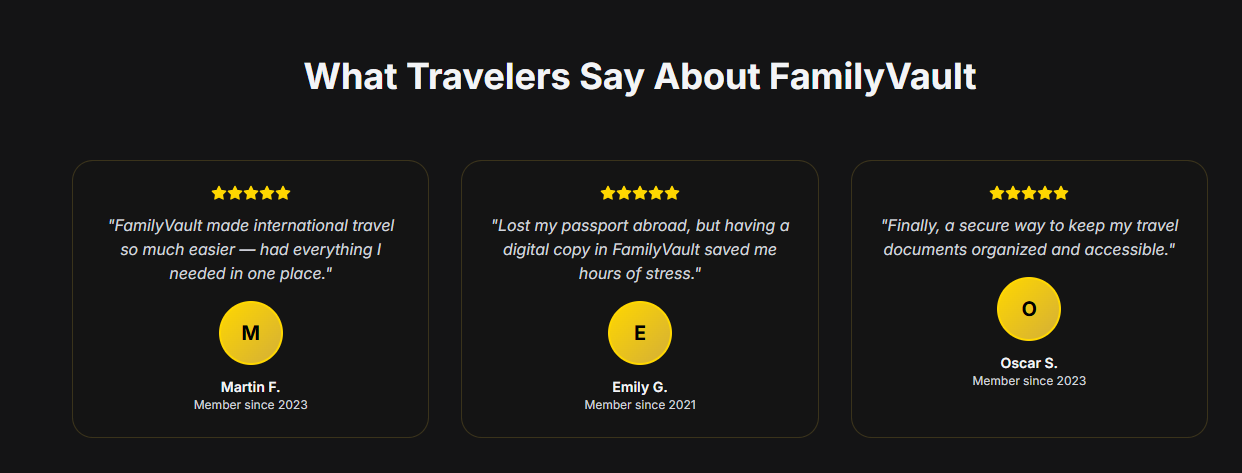 What Travelers Say About FamilyVault
"FamilyVault made international travel
so much easier — had everything I
needed in one place."
M
Martin F.
Member since 2023
"Lost my passport abroad, but having a
digital copy in FamilyVault saved me
hours of stress."
E
Emily G.
Member since 2021
"Finally, a secure way to keep my travel
documents organized and accessible."
O
Oscar S.
Member since 2023